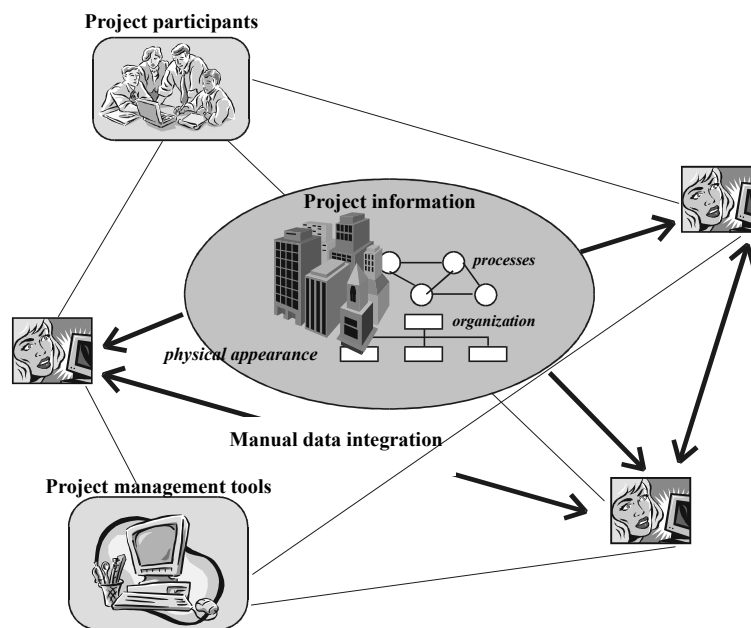 Project participants
Project information
processes
organization
physical appearance
Manual data integration
Project management tools